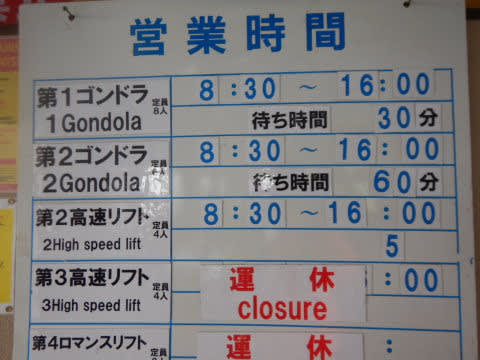 営業時間
第1ゴンドラ 定員8人 8:30 ～ 16:00
1Gondola 待ち時間 30分
第2ゴンドラ 定員 8:30 ～ 16:00
2Gondola 待ち時間 60分
第2高速リフト 定員4人 8:30 ～ 16:00
2High speed lift 5
第3高速リフト 定員4人 運休 :00
3High speed lift closure
第4ロマンスリフト 定員 運休 :